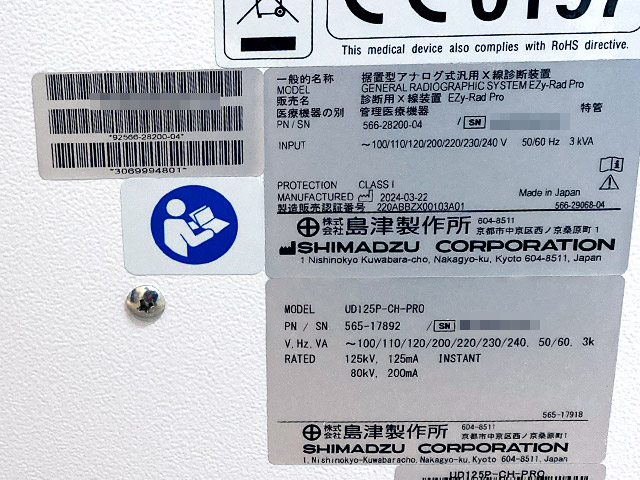 0197
This medical device also complies with RoHS directive.
*92566-28200-04*
*3069994801*
一般的名称 据置型アナログ式汎用X線診断装置
MODEL GENERAL RADIOGRAPHIC SYSTEM EZy-Rad Pro
販売名 診断用X線装置 EZy-Rad Pro
医療機器の別 管理医療機器 特管
PN / SN 566-28200-04 / SN
INPUT ~100/110/120/200/220/230/240 V 50/60 Hz 3 kVA
PROTECTION CLASS I
MANUFACTURED 2024-03-22 Made in Japan
製造販売認証番号 220ABBZX00103A01 566-29068-04
株式会社 島津製作所 604-8511 京都市中京区西ノ京桑原町1
SHIMADZU CORPORATION
1 Nishinokyo Kuwabara-cho, Nakagyo-ku, Kyoto 604-8511, Japan
MODEL UD125P-CH-PRO
PN / SN 565-17892 / SN
V. Hz. VA ~100/110/120/200/220/230/240. 50/60. 3k
RATED 125kV, 125mA INSTANT
80kV, 200mA
565-17918
株式会社 島津製作所 604-8511 京都市中京区西ノ京桑原町1
SHIMADZU CORPORATION
1, Nishinokyo-Kuwabaracho, Nakagyo-ku, Kyoto 604-8511, Japan
UD125P-CH-PRO